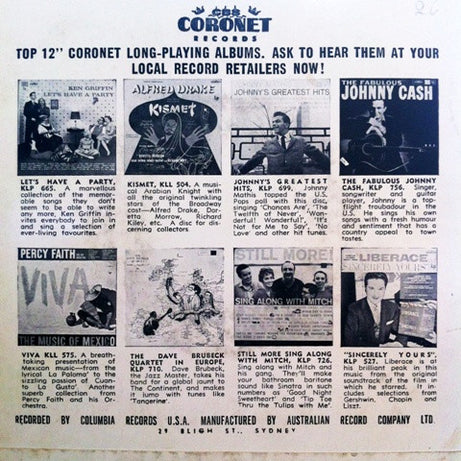 26
CBS
CORONET
RECORDS
TOP 12" CORONET LONG-PLAYING ALBUMS. ASK TO HEAR THEM AT YOUR
LOCAL RECORD RETAILERS NOW!
KEN GRIFFIN
LET'S HAVE A PARTY
ALFRED DRAKE
KISMET
JOHNNY'S GREATEST HITS
THE FABULOUS
JOHNNY CASH
LET'S HAVE A PARTY,
KLP 665. A marvellous
collection of the memor-
able songs they don't
seem to be able to write
any more, Ken Griffin in-
vites everybody to join in
and sing a selection of
ever-living favourites.
KISMET, KLL 504. A musi-
cal Arabian Knight with
all the original twinkling
stars of the Broadway
cast—Alfred Drake, Dor-
etta Morrow, Richard
Kiley, etc. A disc for dis-
cerning collectors
JOHNNY'S GREATEST
HITS, KLP 699, Johnny
Mathis topped the U.S.
Pops poll with this disc,
singing 'Chances Are', 'The
Twelfth of Never', 'Won-
derful! Wonderful!', 'It's
Not for Me to Say', 'No
Love' and other hit tunes.
THE FABULOUS JOHNNY
CASH, KLP 756. Singer,
songwriter and guitar
player, Johnny is a top-
flight troubadour in the
U.S. He sings his own
songs with a fresh humour
and sentiment that has a
country appeal to town
tastes.
PERCY FAITH
VIVA
THE MUSIC OF MEXICO
STILL MORE!
SING ALONG WITH MITCH
LIBERACE
SINCERELY YOURS
VIVA KLL 575. A breath-
taking presentation of
Mexican music—from the
lyrical 'La Paloma' to the
sizzling passion of 'Cuan-
to Le Gusta'. Another
superb collection from
Percy Faith and his Or-
chestra.
THE DAVE BRUBECK
QUARTET IN EUROPE,
KLP 710. Dave Brubeck,
the Jazz Master, takes his
band for a global jaunt to
the Continent, and makes
it jump with tunes like
"Tangerine".
STILL MORE SING ALONG
WITH MITCH, KLP 726.
Sing along with Mitch and
his gang. They'll make
your bathroom baritone
sound like Sinatra in such
numbers as 'Good Night
Sweetheart' and 'Tip Toe
Thru the Tulips with Me'.
"SINCERELY YOURS",
KLP 527. Liberace is at
his brilliant peak in this
music from the original
soundtrack of the film in
which he starred. It in-
cludes selections from
Gershwin, Chopin and
Liszt.
RECORDED BY COLUMBIA RECORDS U.S.A. MANUFACTURED BY AUSTRALIAN RECORD COMPANY LTD.
29 BLIGH ST., SYDNEY